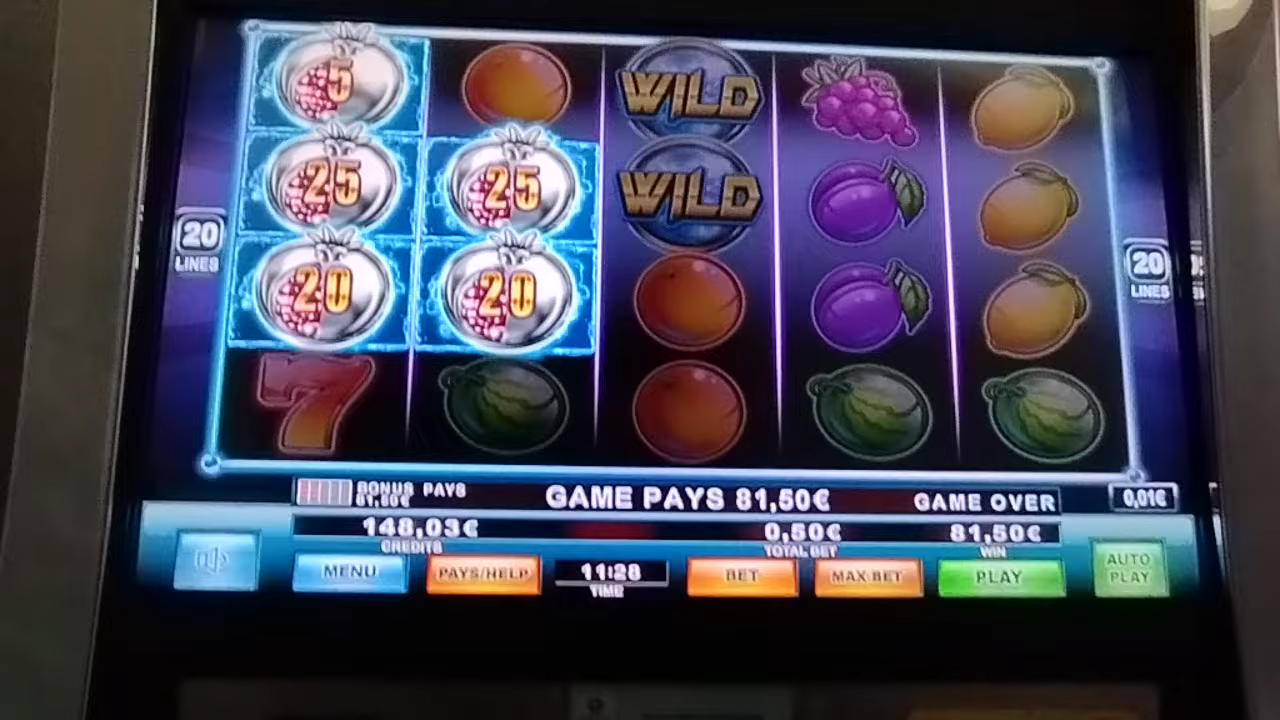 5
WILD
25
25
WILD
20
LINES
20
LINES
20
20
7
BONUS PAYS
81,50€
GAME PAYS 81,50€
GAME OVER
0,01€
148,03€
CREDITS
0,50€
TOTAL BET
81,50€
WIN
MENU
PAYS/HELP
11:28
TIME
BET
MAX BET
PLAY
AUTO
PLAY